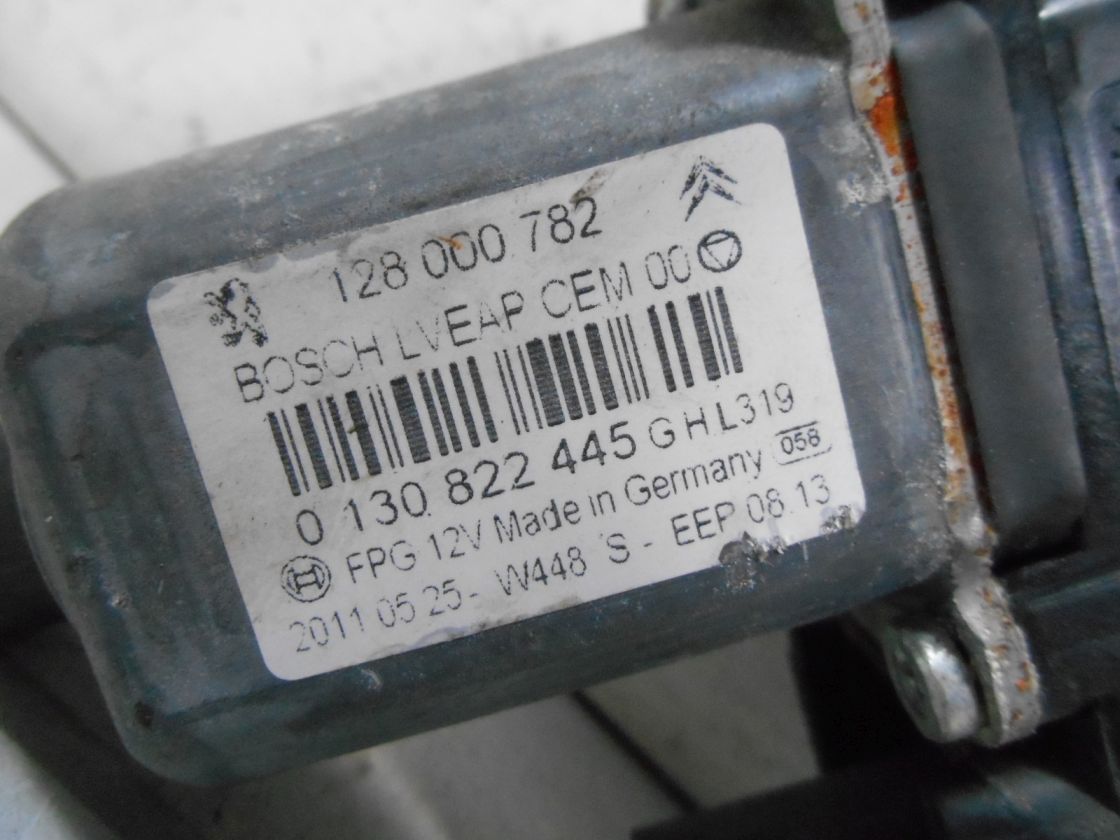 128 000 782
BOSCH LVEAP CEM 00
0 130 822 445 GHL319
FPG 12V Made in Germany 058
2011 05 25 - W448 S - EEP 08.13